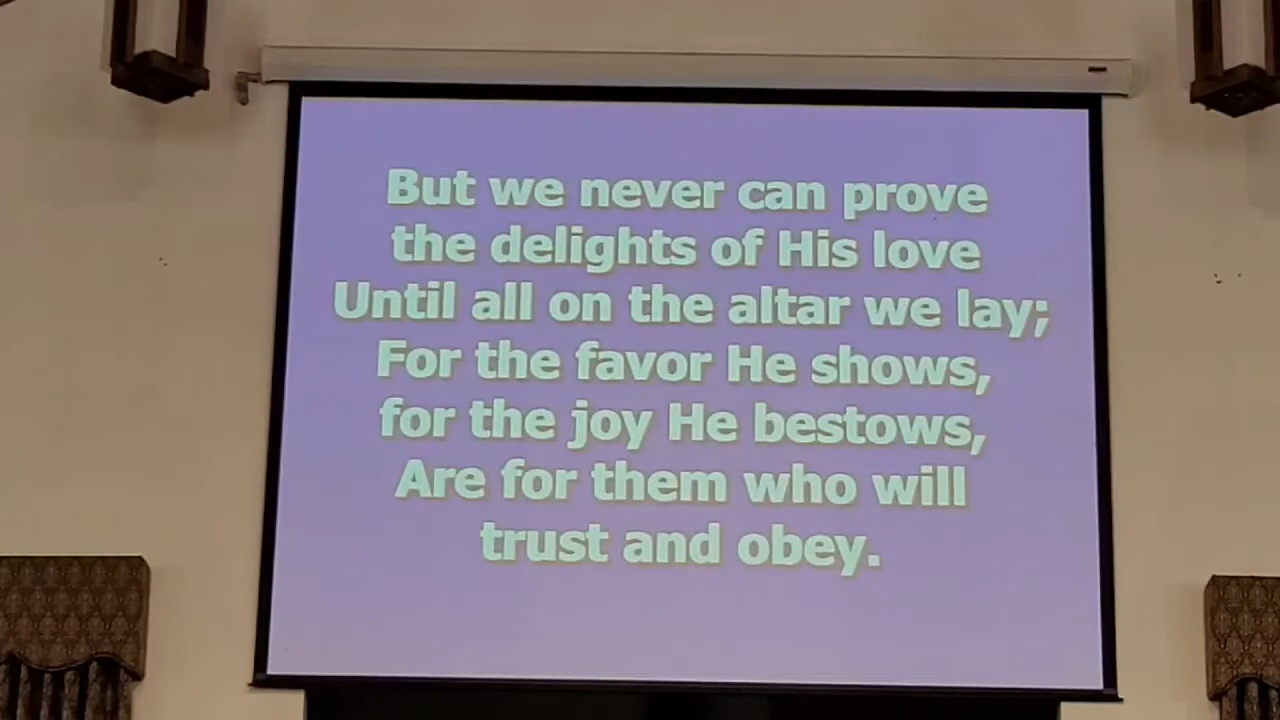 But we never can prove
the delights of His love
Until all on the altar we lay;
For the favor He shows,
for the joy He bestows,
Are for them who will
trust and obey.